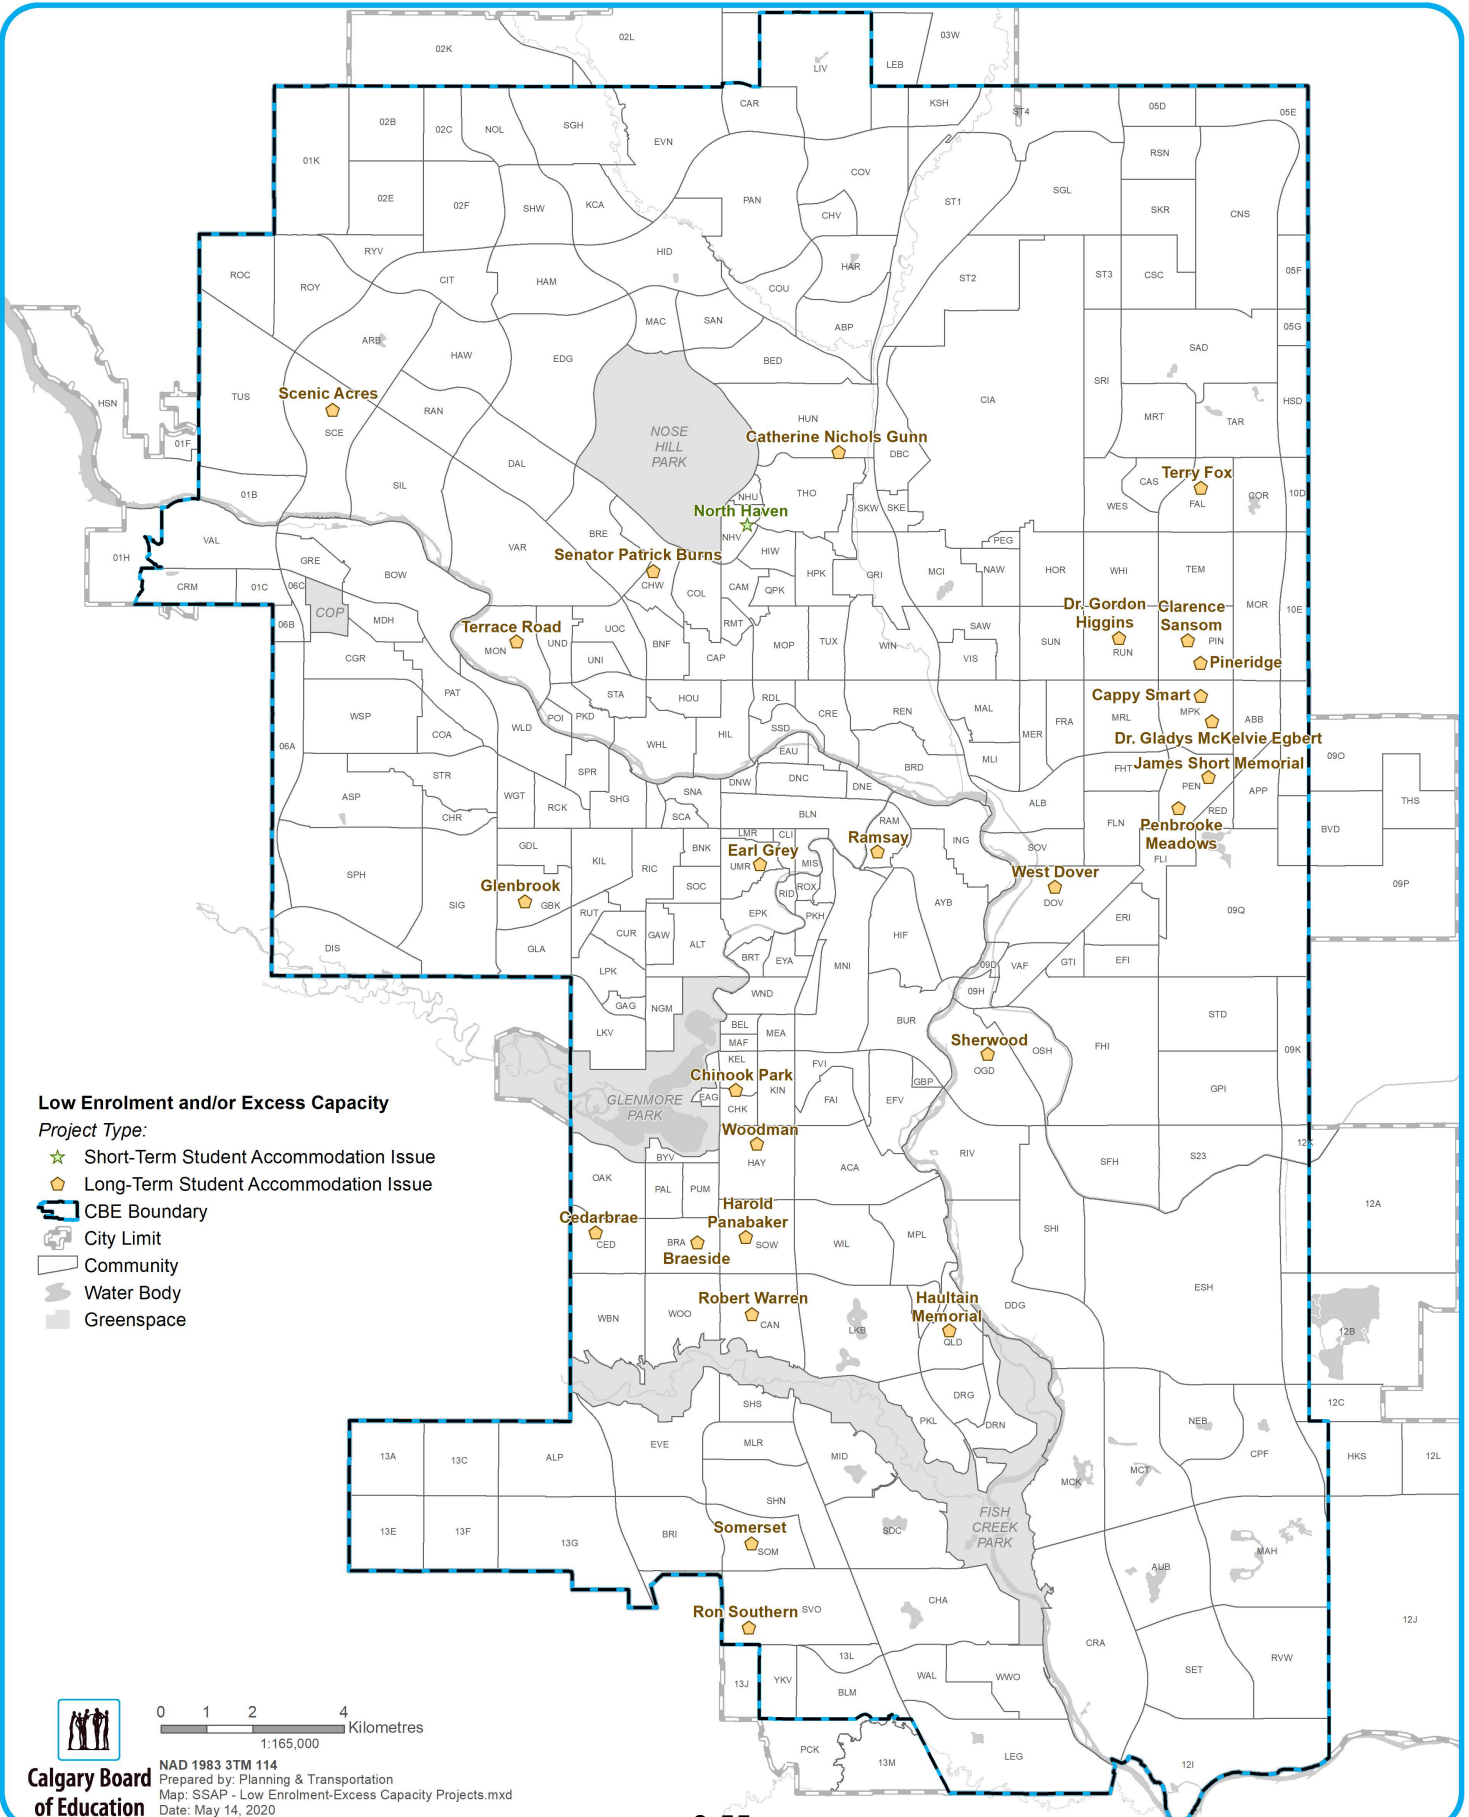 02K
02L
03W
LIV
LEB
CAR
KSH
ST4
05D
05E
02B
02C
NOL
SGH
EVN
01K
RSN
COV
02E
02F
SHW
KCA
PAN
CHV
ST1
SGL
SKR
CNS
RYV
HID
ROC
ROY
CIT
HAM
COU
HAR
ST2
ST3
CSC
05F
MAC
SAN
ABP
05G
ARB
HAW
EDG
BED
SAD
SRI
TUS
Scenic Acres
HSN
RAN
SCE
CIA
HSD
MRT
TAR
01F
NOSE
HILL
PARK
HUN
Catherine Nichols Gunn
DBC
DAL
SIL
01B
Terry Fox
CAS
FAL
COR
10D
WES
NHU
THO
SKW
SKE
North Haven
NHV
VAL
01H
GRE
BRE
VAR
Senator Patrick Burns
CHW
HIW
PEG
CRM
01C
06C
BOW
COL
CAM
QPK
HPK
GRI
MCI
NAW
HOR
WHI
TEM
COP
06B
MDH
Terrace Road
MON
UND
UOC
UNI
BNF
RMT
CAP
MOP
TUX
WIN
SAW
VIS
SUN
Dr. Gordon
Higgins
RUN
Clarence
Sansom
PIN
MOR
10E
Pineridge
CGR
PAT
WSP
COA
06A
WLD
POI
PKD
STA
HOU
RDL
CRE
REN
MAL
MER
FRA
MRL
Cappy Smart
MPK
ABB
Dr. Gladys McKelvie Egbert
WHL
HIL
SSD
EAU
BRD
MLI
FHT
James Short Memorial
PEN
APP
09O
STR
ASP
CHR
WGT
RCK
SPR
SHG
SNA
SCA
DNW
DNC
DNE
BLN
RAM
ALB
FLN
RED
Penbrooke
Meadows
FLI
THS
BVD
GDL
KIL
RIC
BNK
LMR
CLI
Earl Grey
UMR
MIS
Ramsay
ING
SOV
SPH
SIG
Glenbrook
GBK
SOC
RID
ROX
West Dover
DOV
09P
09Q
RUT
CUR
GAW
EPK
PKH
AYB
ERI
DIS
GLA
ALT
BRT
EYA
MNI
HIF
09D
VAF
GTI
EFI
LPK
GAG
NGM
WND
09H
LKV
BEL
MAF
MEA
BUR
STD
KEL
Sherwood
OGD
OSH
FHI
09K
Chinook Park
EAG
CHK
KIN
FVI
FAI
GBP
EFV
GPI
GLENMORE
PARK
Woodman
HAY
BYV
ACA
RIV
SFH
S23
12K
OAK
PAL
PUM
Harold
Panabaker
SOW
12A
Cedarbrae
CED
BRA
Braeside
WIL
MPL
SHI
ESH
Robert Warren
CAN
WBN
WOO
LKB
Haultain
Memorial
QLD
DDG
12B
SHS
PKL
DRG
DRN
12C
13A
13C
ALP
EVE
MLR
MID
MCK
MCT
NEB
CPF
HKS
12L
13E
13F
13G
BRI
SHN
Somerset
SOM
SDC
FISH
CREEK
PARK
AUB
MAH
Ron Southern
SVO
CHA
12J
CRA
SET
RVW
13J
YKV
13L
BLM
WAL
WWO
PCK
13M
LEG
12I
Low Enrolment and/or Excess Capacity
Project Type:
Short-Term Student Accommodation Issue
Long-Term Student Accommodation Issue
CBE Boundary
City Limit
Community
Water Body
Greenspace
0 1 2 4
Kilometres
1:165,000
Calgary Board
of Education
NAD 1983 3TM 114
Prepared by: Planning & Transportation
Map: SSAP - Low Enrolment-Excess Capacity Projects.mxd
Date: May 14, 2020